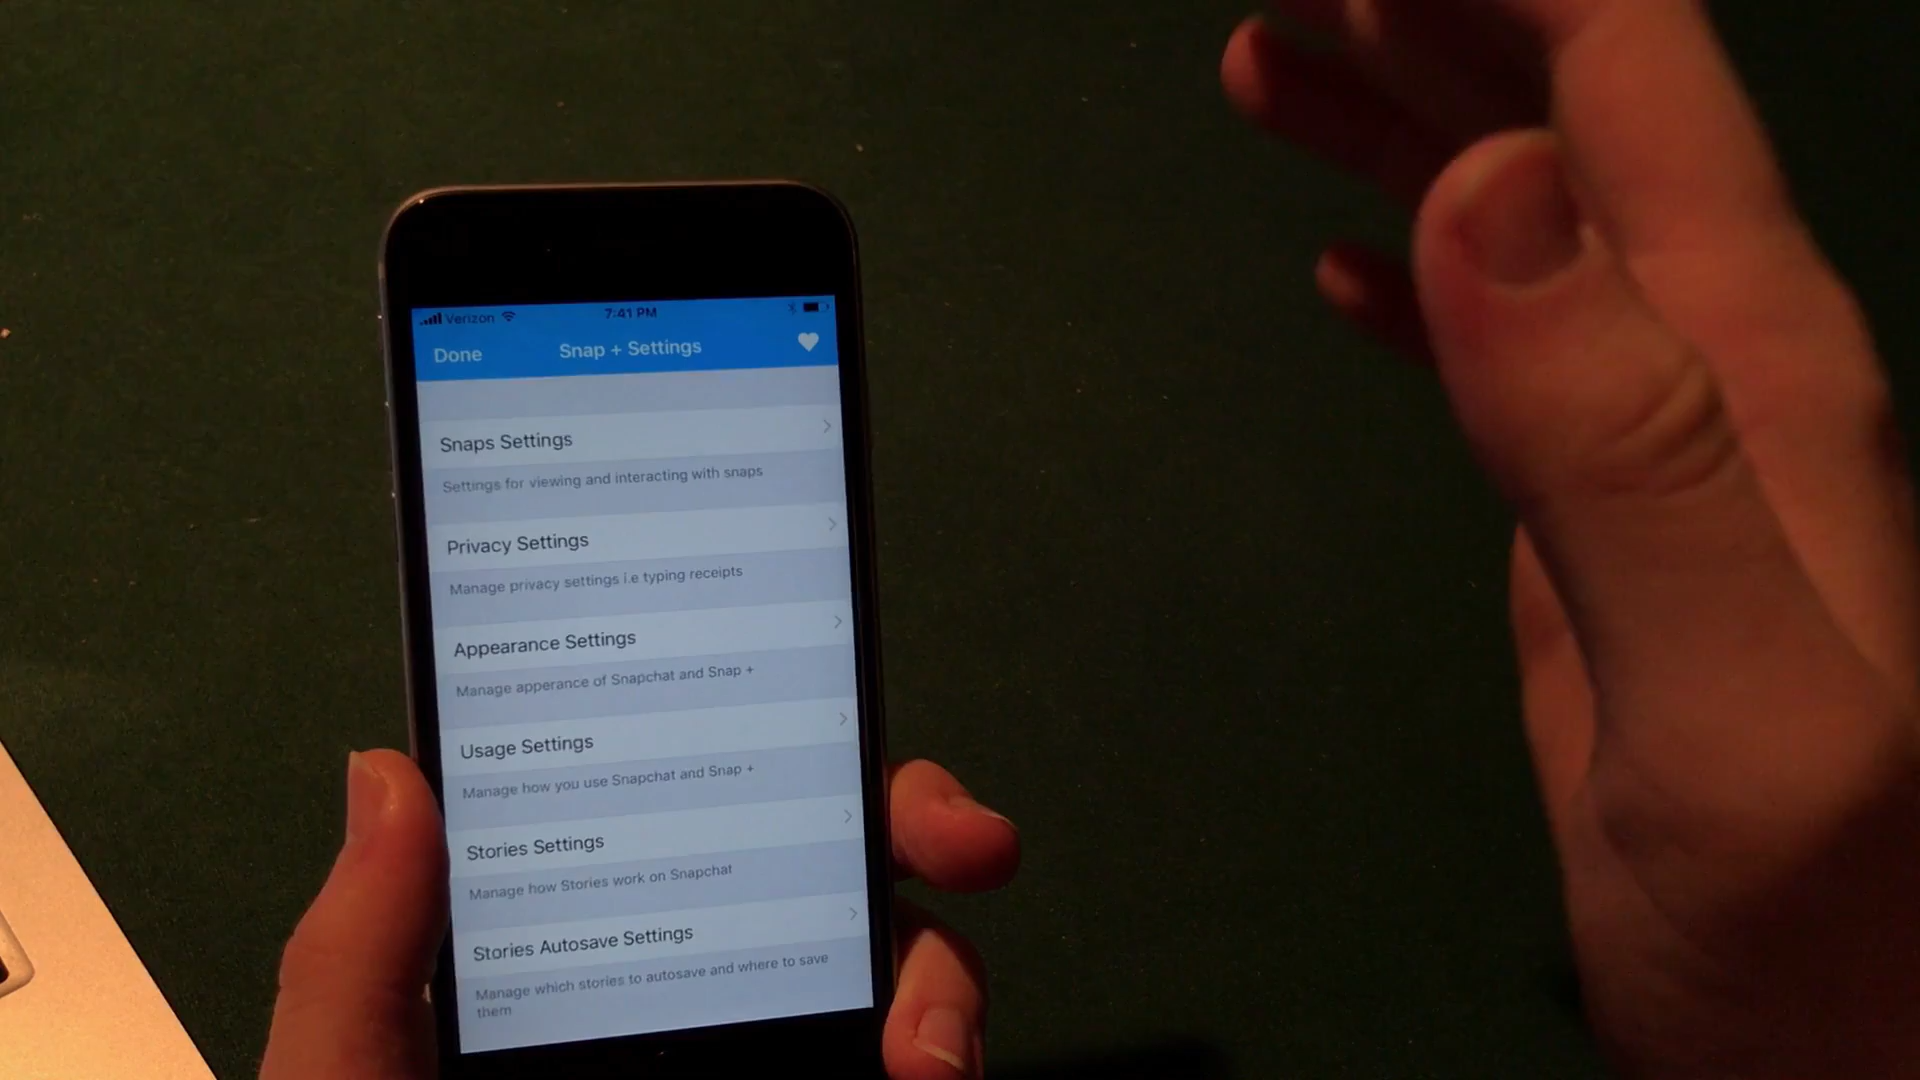 Verizon 7:41 PM
Done Snap + Settings
Snaps Settings
Settings for viewing and interacting with snaps
Privacy Settings
Manage privacy settings i.e typing receipts
Appearance Settings
Manage apperance of Snapchat and Snap +
Usage Settings
Manage how you use Snapchat and Snap +
Stories Settings
Manage how Stories work on Snapchat
Stories Autosave Settings
Manage which stories to autosave and where to save
them